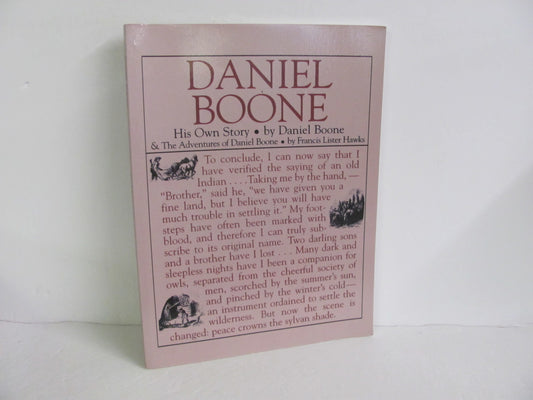 DANIEL
BOONE
His Own Story • by Daniel Boone
& The Adventures of Daniel Boone • by Francis Lister Hawks
To conclude, I can now say that I
have verified the saying of an old
Indian . . . . Taking me by the hand, —
“Brother,” said he, “we have given you a
fine land, but I believe you will have
much trouble in settling it.” My foot-
steps have often been marked with
blood, and therefore I can truly sub-
scribe to its original name. Two darling sons
and a brother have I lost . . . Many dark and
sleepless nights have I been a companion for
owls, separated from the cheerful society of
men, scorched by the summer’s sun,
and pinched by the winter’s cold—
an instrument ordained to settle the
wilderness. But now the scene is
changed: peace crowns the sylvan shade.